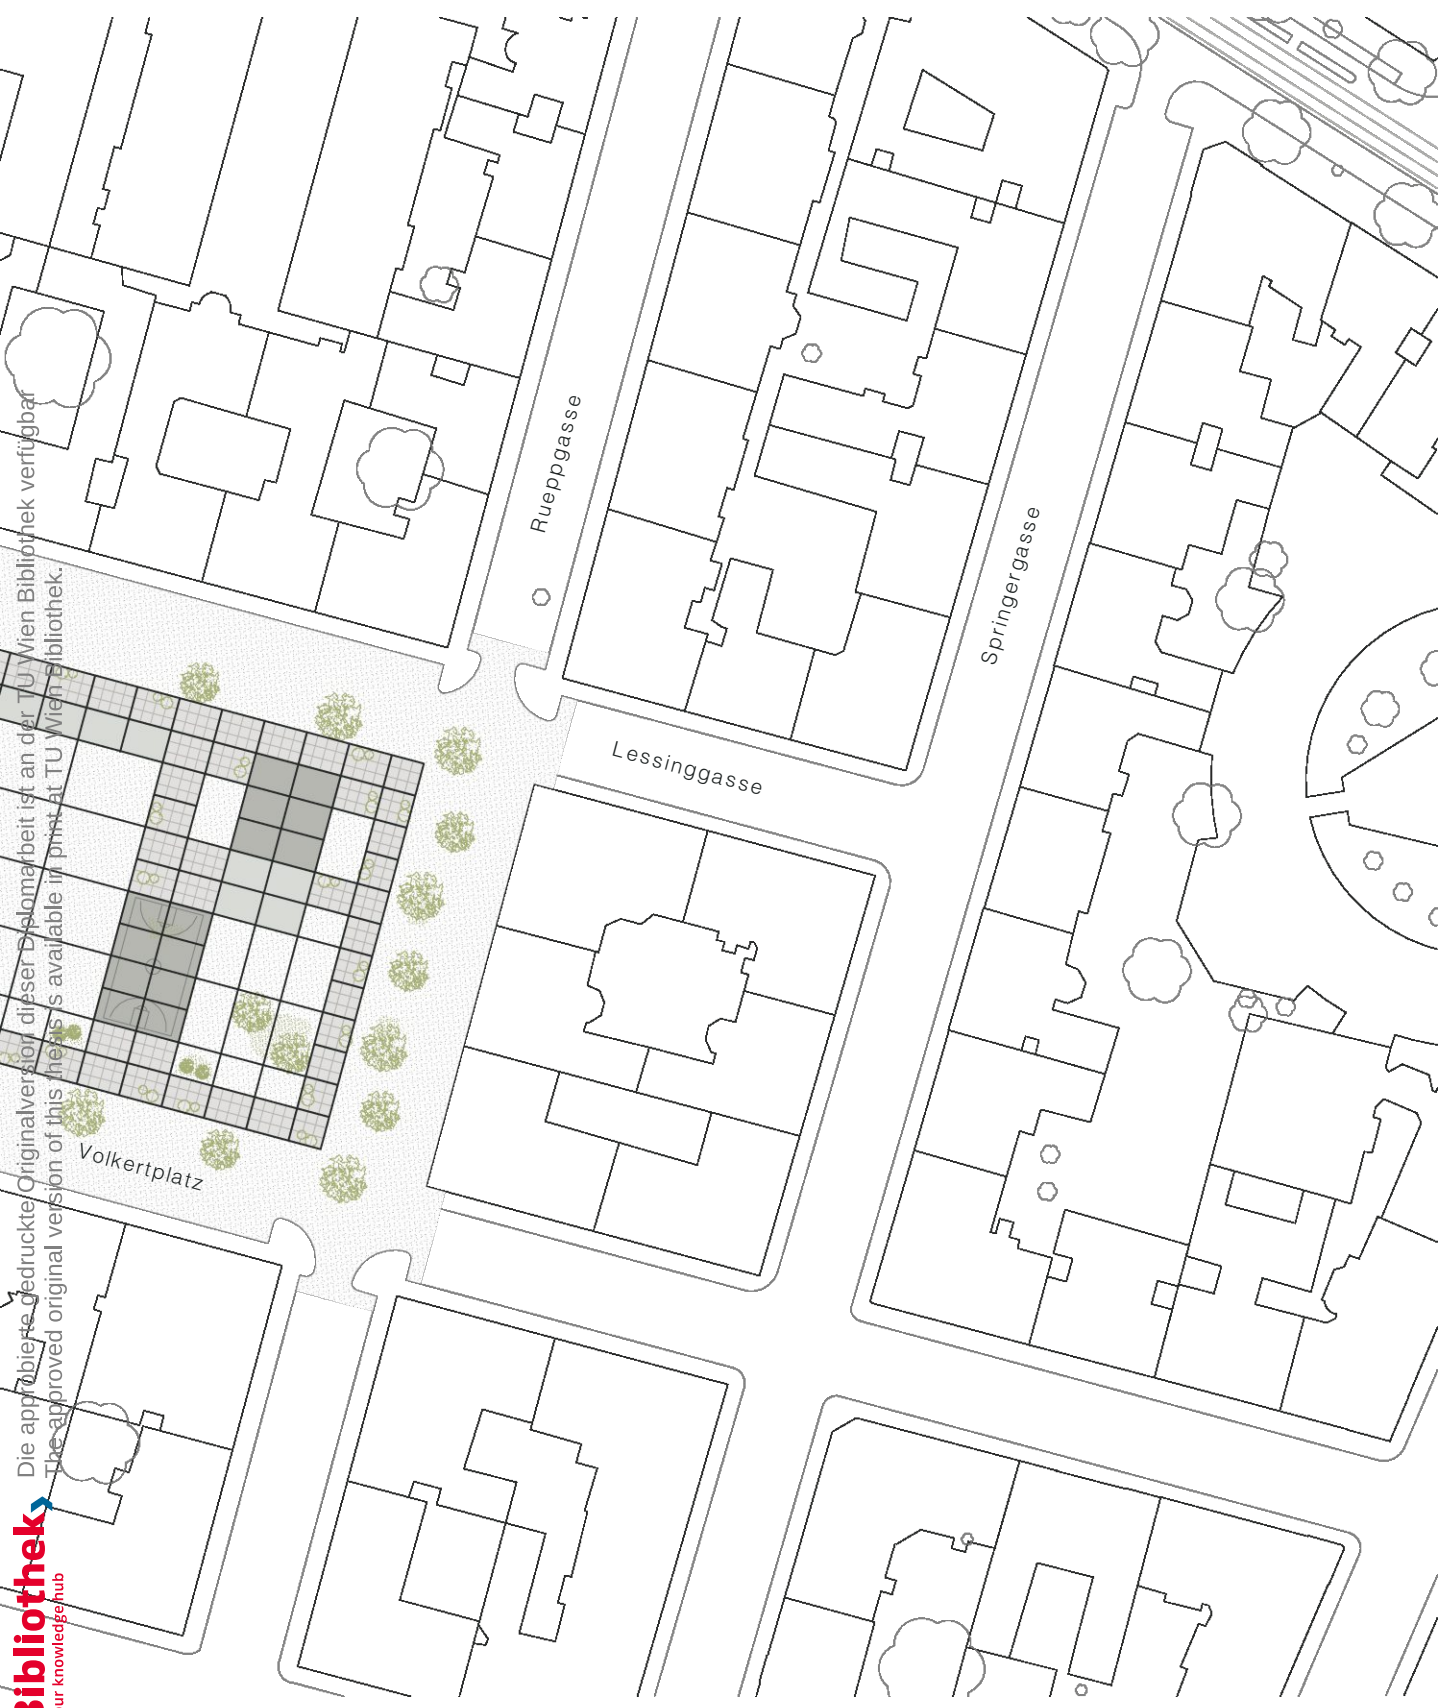 Rueppgasse
Springergasse
Lessinggasse
Volkertplatz
Die approbierte gedruckte Originalversion dieser Diplomarbeit ist an der TU Wien Bibliothek verfügbar
The approved original version of this thesis is available in print at TU Wien Bibliothek.
Bibliothek
knowledge hub